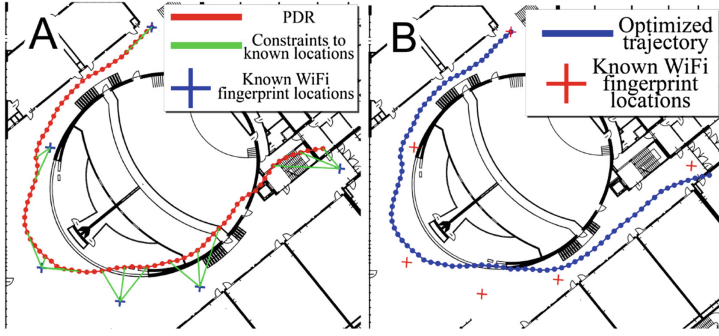 A
PDR
Constraints to
known locations
Known WiFi
fingerprint locations
B
Optimized
trajectory
Known WiFi
fingerprint
locations